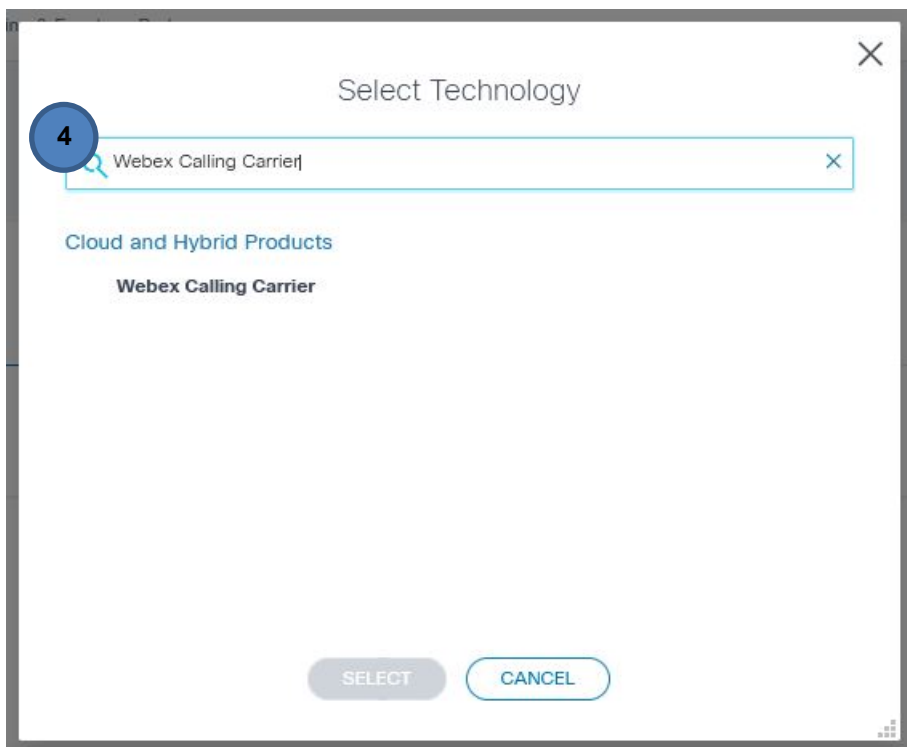 Select Technology
4
Webex Calling Carrier
Cloud and Hybrid Products
Webex Calling Carrier
SELECT
CANCEL